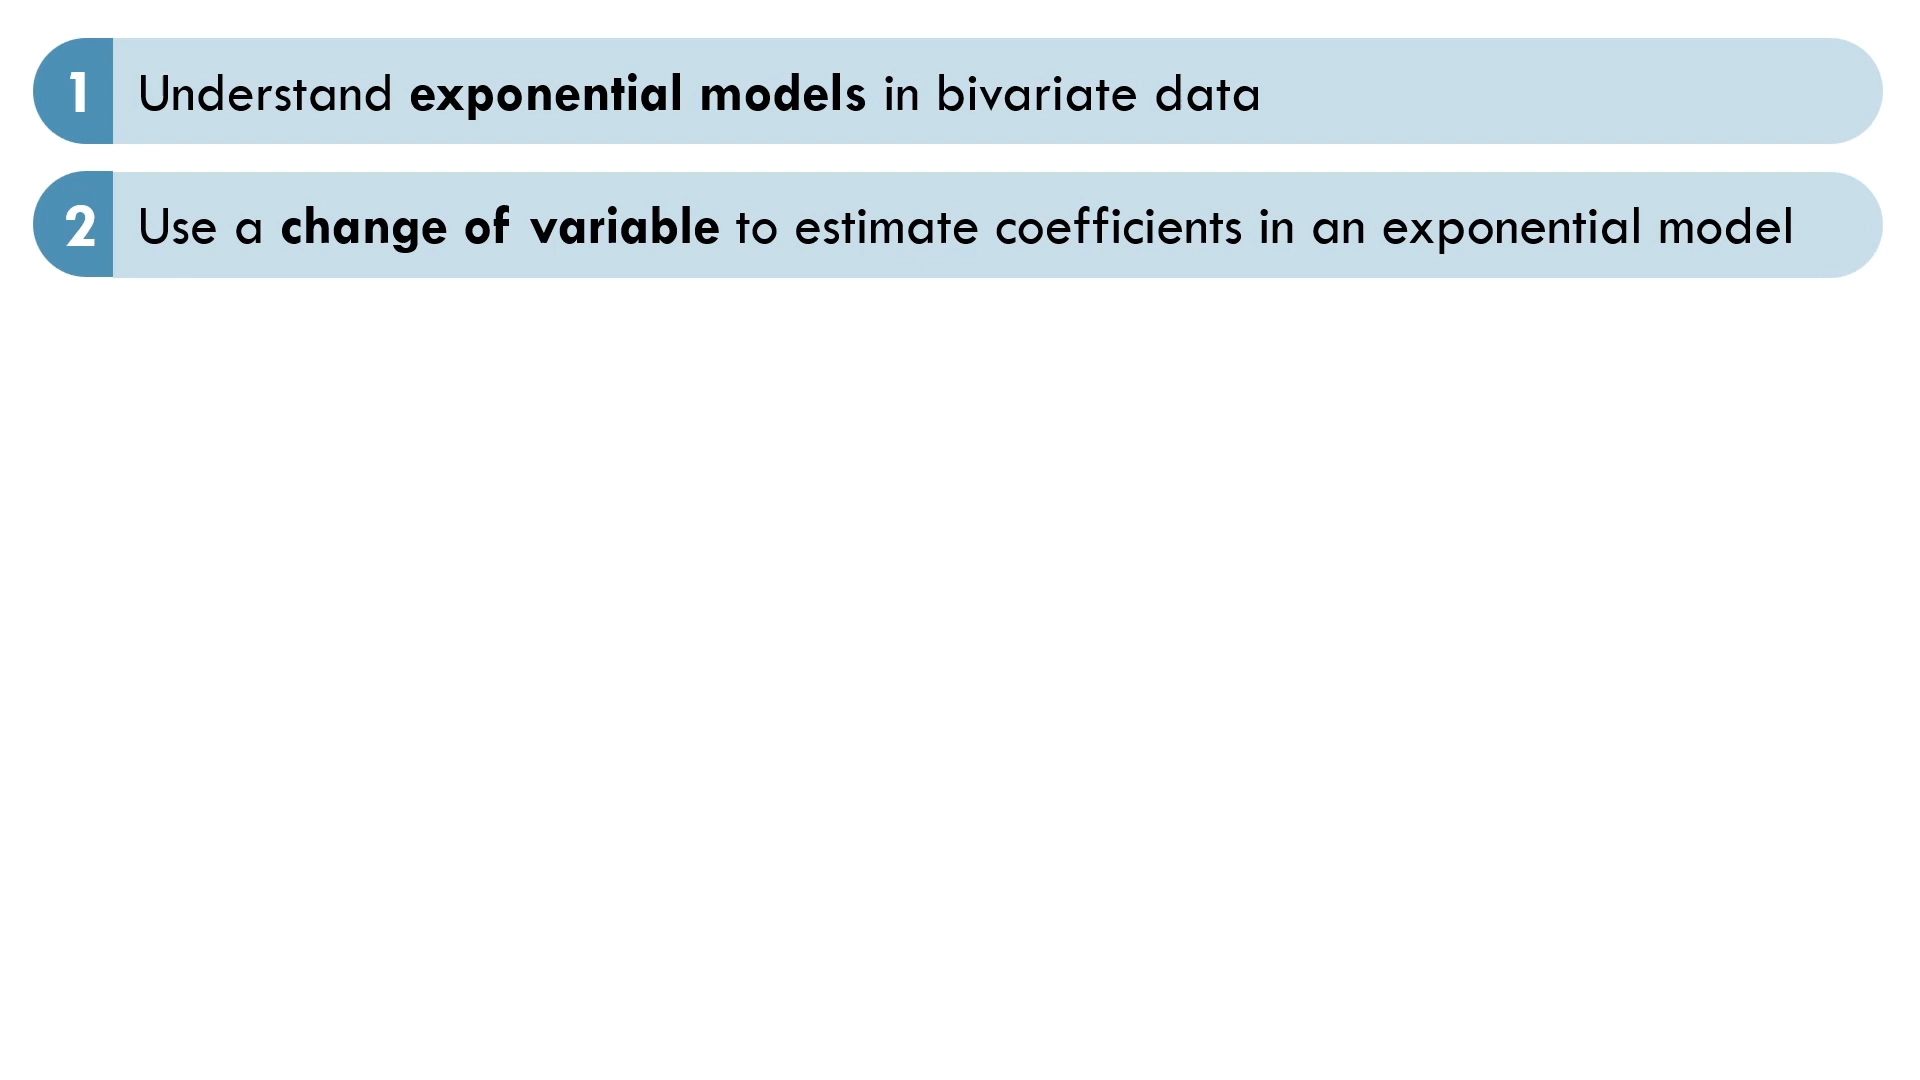 1 Understand exponential models in bivariate data
2 Use a change of variable to estimate coefficients in an exponential model